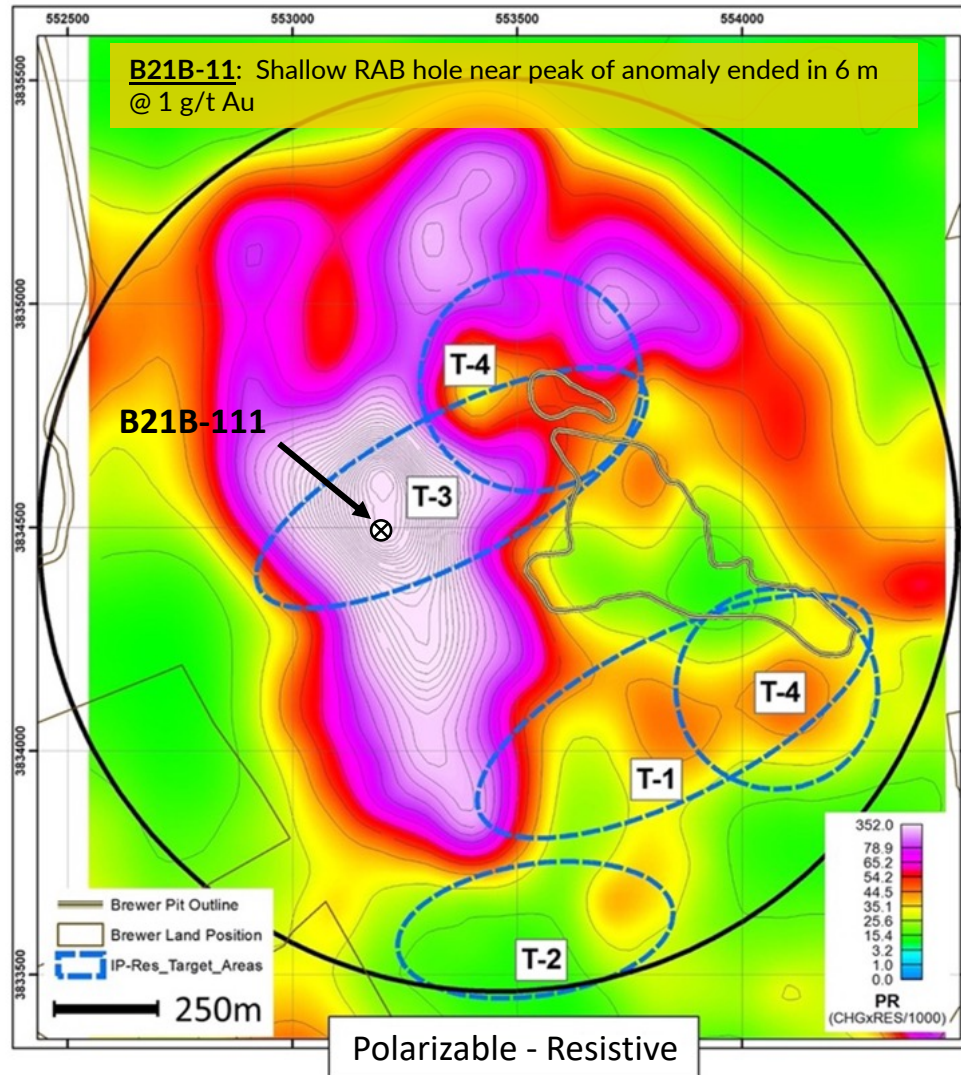 552500 553000 553500 554000
B21B-11: Shallow RAB hole near peak of anomaly ended in 6 m
@ 1 g/t Au
3835500
3835000
3834500
3834000
3833500
T-4
B21B-111
T-3
T-4
T-1
T-2
Brewer Pit Outline
Brewer Land Position
IP-Res_Target_Areas
250m
352.0
78.9
65.2
54.2
44.5
35.1
25.6
15.4
3.2
1.0
0.0
PR
(CHGxRES/1000)
Polarizable - Resistive